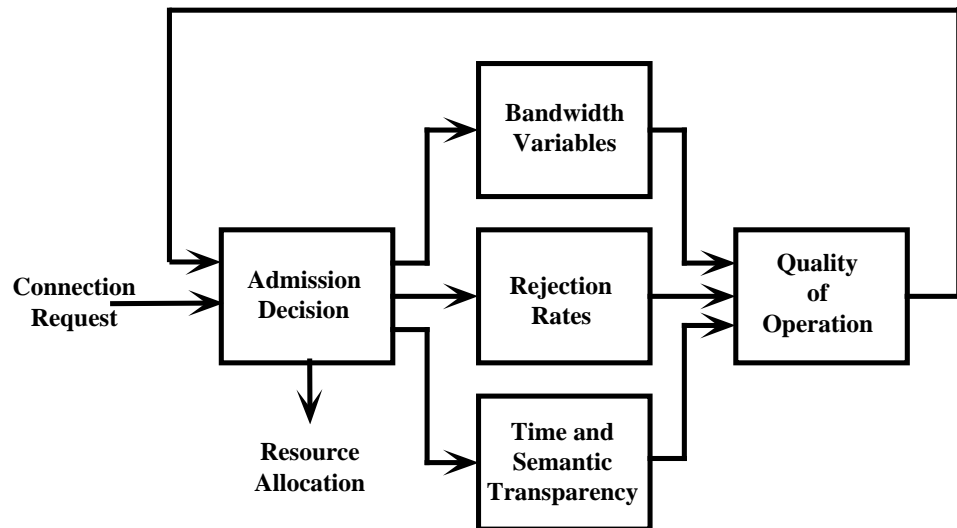 Bandwidth
Variables
Connection
Request
Admission
Decision
Rejection
Rates
Quality
of
Operation
Resource
Allocation
Time and
Semantic
Transparency